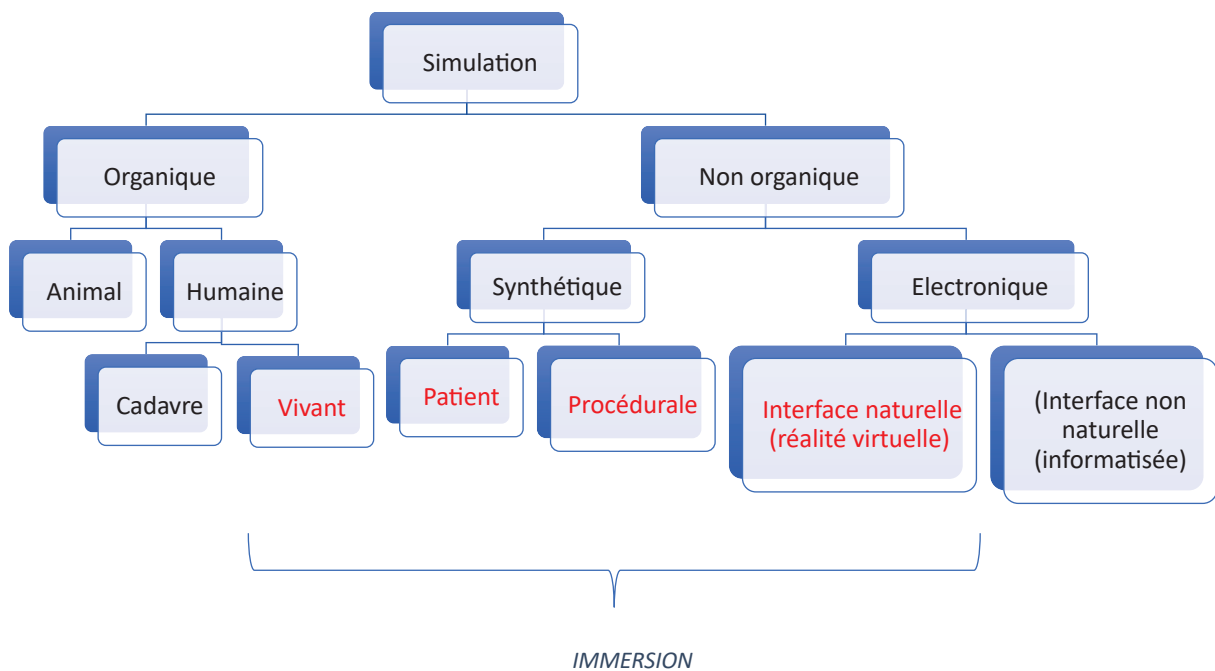 Simulation
Organique
Non organique
Animal
Humaine
Synthétique
Electronique
Cadavre
Vivant
Patient
Procédurale
Interface naturelle
(réalité virtuelle)
(Interface non
naturelle
(informatisée)
IMMERSION